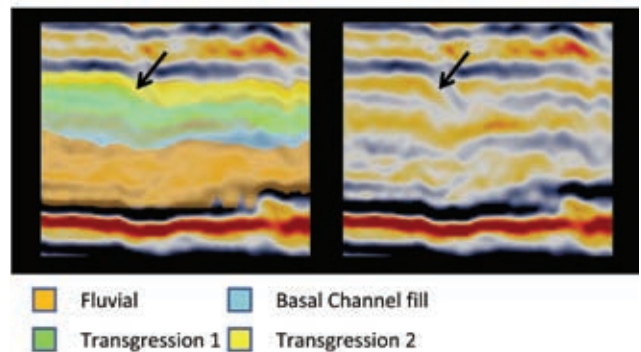 Fluvial
Basal Channel fill
Transgression 1
Transgression 2